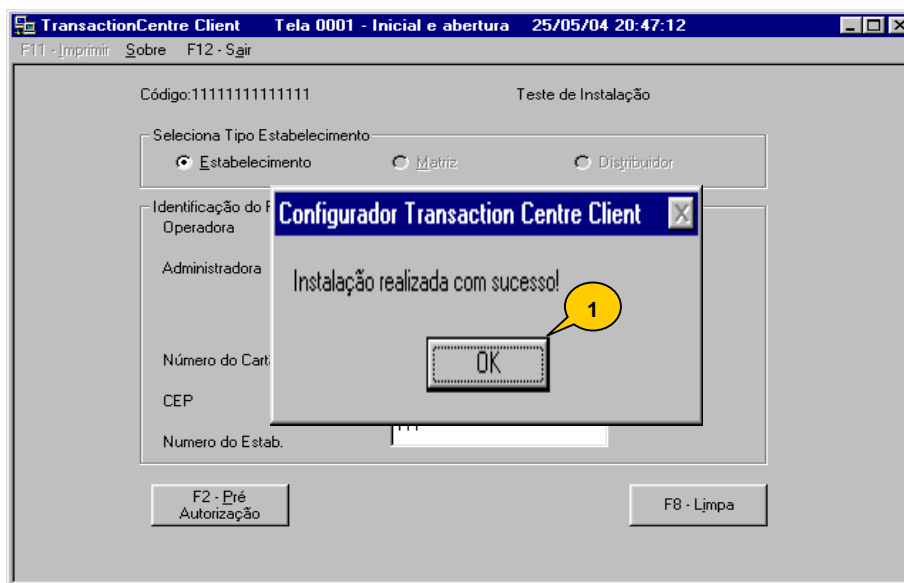 TransactionCentre Client Tela 0001 - Inicial e abertura 25/05/04 20:47:12
F11 - Imprimir Sobre F12 - Sair
Código:11111111111111 Teste de Instalação
Seleciona Tipo Estabelecimento
Estabelecimento Matriz Distribuidor
Identificação do
Operadora
Configurador Transaction Centre Client
Administradora
Instalação realizada com sucesso!
1
OK
Número do
CEP
Numero do Estab.
F2 - Pré
Autorização
F8 - Limpa